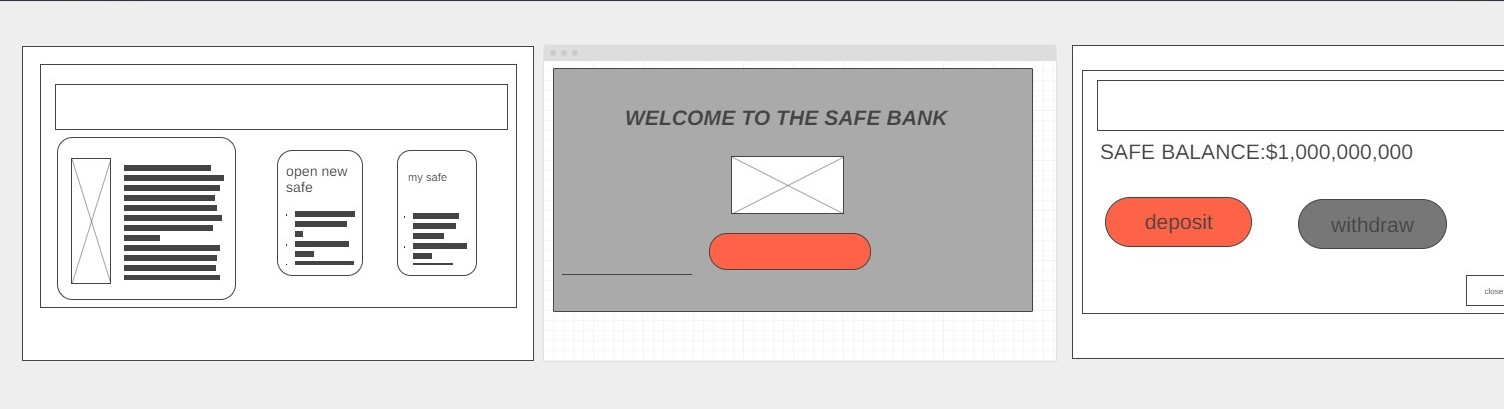 open new
safe
my safe
WELCOME TO THE SAFE BANK
SAFE BALANCE:$1,000,000,000
deposit
withdraw
close